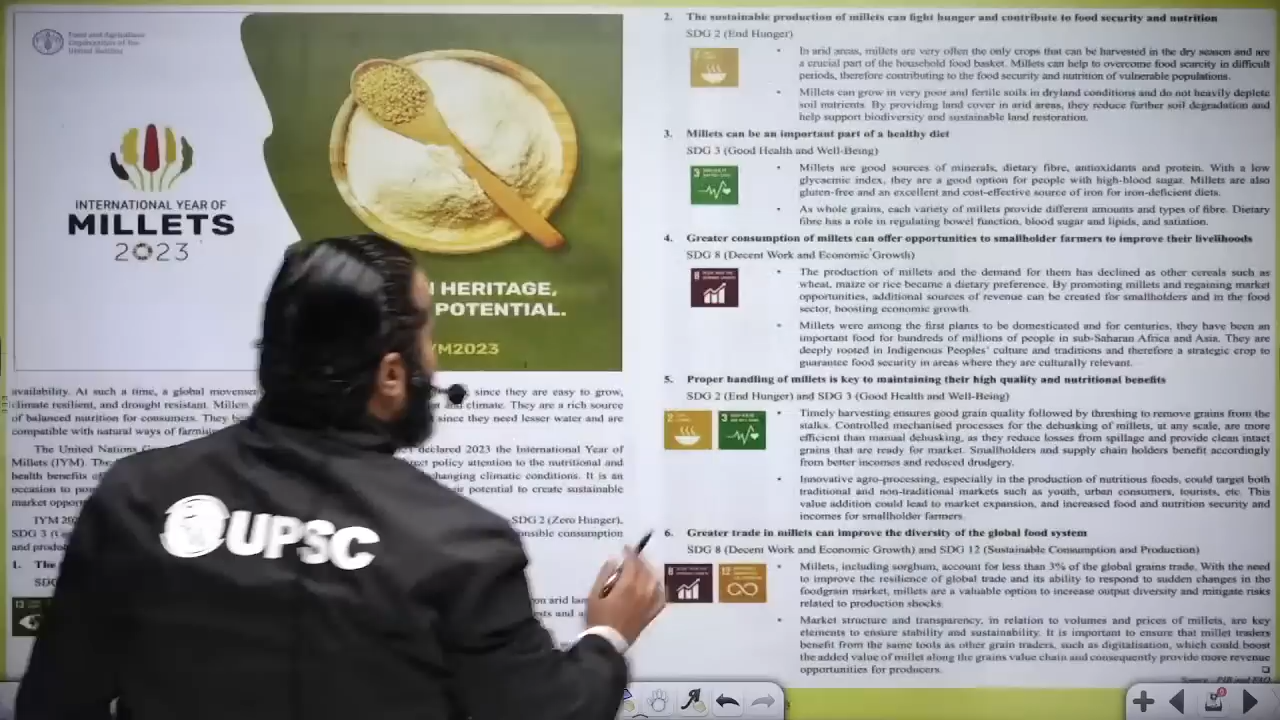 Food and Agriculture
Organization of the
United Nations
INTERNATIONAL YEAR OF
MILLETS
2023
HERITAGE,
POTENTIAL.
M2023
availability. At such a time, a global
since they are easy to grow,
climate resilient, and drought resistant.
climate. They are a rich source
of balanced nutrition for consumers. They
since they need lesser water and are
compatible with natural ways of
The United Nations
declared 2023 the International Year of
Millets (IYM).
policy attention to the nutritional and
health benefits
changing climatic conditions. It is an
occasion to
potential to create sustainable
market
IYM
SDG 2 (Zero Hunger),
SDG 3
consumption
and
1. The
on arid
UPSC
2. The sustainable production of millets can fight hunger and contribute to food security and nutrition
SDG 2 (End Hunger)
• In arid areas, millets are very often the only crops that can be harvested in the dry season and are
a crucial part of the household food basket. Millets can help to overcome food scarcity in difficult
periods, therefore contributing to the food security and nutrition of vulnerable populations.
• Millets can grow in very poor and fertile soils in dryland conditions and do not heavily deplete
soil nutrients. By providing land cover in arid areas, they reduce further soil degradation and
help support biodiversity and sustainable land restoration.
3. Millets can be an important part of a healthy diet
SDG 3 (Good Health and Well-Being)
• Millets are good sources of minerals, dietary fibre, antioxidants and protein. With a low
glycaemic index, they are a good option for people with high-blood sugar. Millets are also
gluten-free and an excellent and cost-effective source of iron for iron-deficient diets.
• As whole grains, each variety of millets provide different amounts and types of fibre. Dietary
fibre has a role in regulating bowel function, blood sugar and lipids, and satiation.
4. Greater consumption of millets can offer opportunities to smallholder farmers to improve their livelihoods
SDG 8 (Decent Work and Economic Growth)
• The production of millets and the demand for them has declined as other cereals such as
wheat, maize or rice became a dietary preference. By promoting millets and regaining market
opportunities, additional sources of revenue can be created for smallholders and in the food
sector, boosting economic growth.
• Millets were among the first plants to be domesticated and for centuries, they have been an
important food for hundreds of millions of people in sub-Saharan Africa and Asia. They are
deeply rooted in Indigenous Peoples' culture and traditions and therefore a strategic crop to
guarantee food security in areas where they are culturally relevant.
5. Proper handling of millets is key to maintaining their high quality and nutritional benefits
SDG 2 (End Hunger) and SDG 3 (Good Health and Well-Being)
• Timely harvesting ensures good grain quality followed by threshing to remove grains from the
stalks. Controlled mechanised processes for the debusking of millets, at any scale, are more
efficient than manual debusking, as they reduce losses from spillage and provide clean intact
grains that are ready for market. Smallholders and supply chain holders benefit accordingly
from better incomes and reduced drudgery.
• Innovative agro-processing, especially in the production of nutritious foods, could target both
traditional and non-traditional markets such as youth, urban consumers, tourists, etc. This
value addition could lead to market expansion, and increased food and nutrition security and
incomes for smallholder farmers.
6. Greater trade in millets can improve the diversity of the global food system
SDG 8 (Decent Work and Economic Growth) and SDG 12 (Sustainable Consumption and Production)
• Millets, including sorghum, account for less than 3% of the global grains trade. With the need
to improve the resilience of global trade and its ability to respond to sudden changes in the
foodgrain market, millets are a valuable option to increase output diversity and mitigate risks
related to production shocks.
• Market structure and transparency, in relation to volumes and prices of millets, are key
elements to ensure stability and sustainability. It is important to ensure that millet traders
benefit from the same tools as other grain traders, such as digitalisation, which could boost
the added value of millet along the grains value chain and consequently provide more revenue
opportunities for producers.